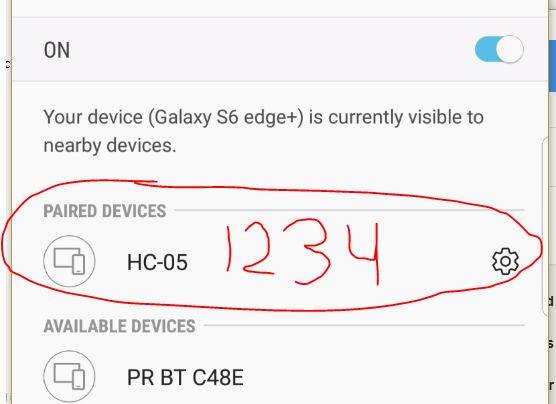 ON
Your device (Galaxy S6 edge+) is currently visible to
nearby devices.
PAIRED DEVICES
HC-05 1234
AVAILABLE DEVICES
PR BT C48E